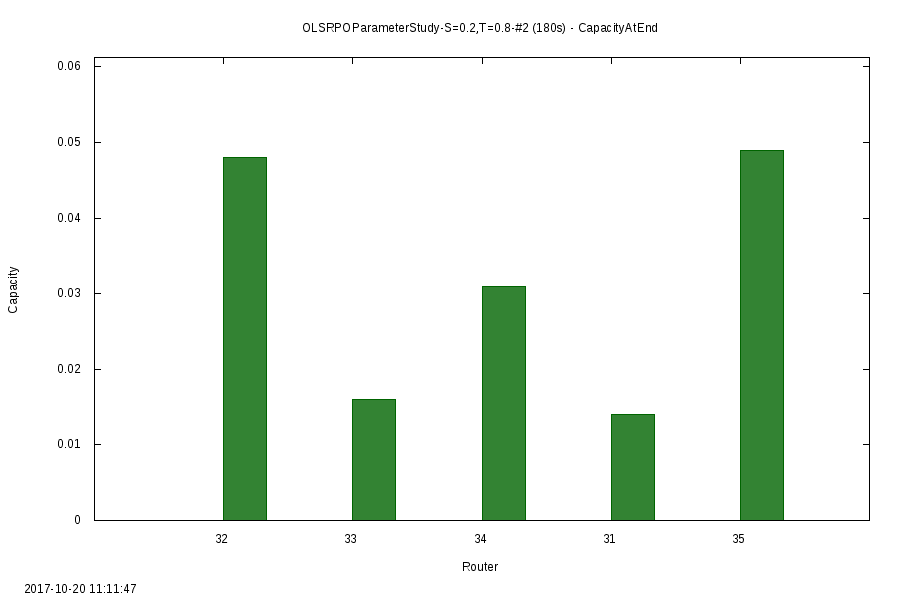 OLSRPOParameterStudy-S=0.2,T=0.8-#2 (180s) - CapacityAtEnd
0.06
0.05
0.04
0.03
0.02
0.01
0
Capacity
32 33 34 31 35
Router
2017-10-20 11:11:47